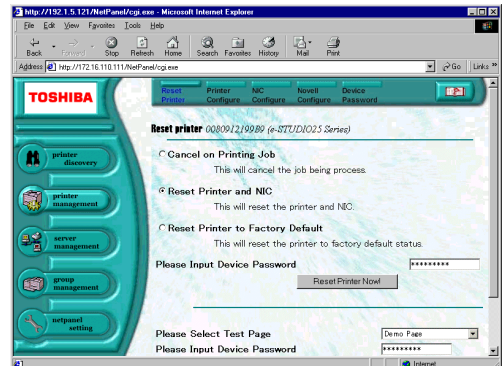 http://192.1.5.121/NetPanel/cgi.exe - Microsoft Internet Explorer
File Edit View Favorites Tools Help
Back Forward Stop Refresh Home Search Favorites History Mail Print
Address http://172.16.110.111/NetPanel/cgi.exe Go Links »
TOSHIBA
Reset Printer
Printer Configure
NIC Configure
Novell Configure
Device Password
printer discovery
printer management
server management
group management
netpanel setting
Reset printer 0080912199B9 (e-STUDIO25 Series)
Cancel on Printing Job
This will cancel the job being process.
Reset Printer and NIC
This will reset the printer and NIC.
Reset Printer to Factory Default
This will reset the printer to factory default status.
Please Input Device Password *********
Reset Printer Now!
Please Select Test Page Demo Page
Please Input Device Password *********
Internet